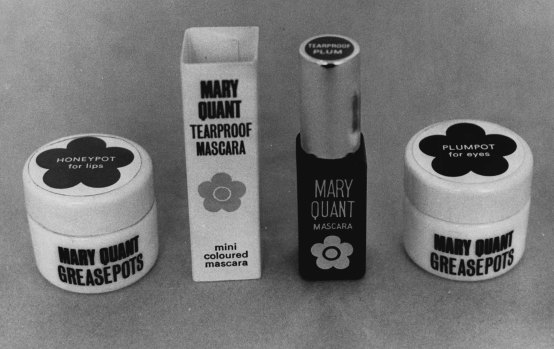 HONEYPOT
for lips
MARY QUANT
GREASEPOTS
MARY
QUANT
TEARPROOF
MASCARA
mini
coloured
mascara
TEARPROOF
PLUM
MARY
QUANT
MASCARA
PLUMPOT
for eyes
MARY QUANT
GREASEPOTS